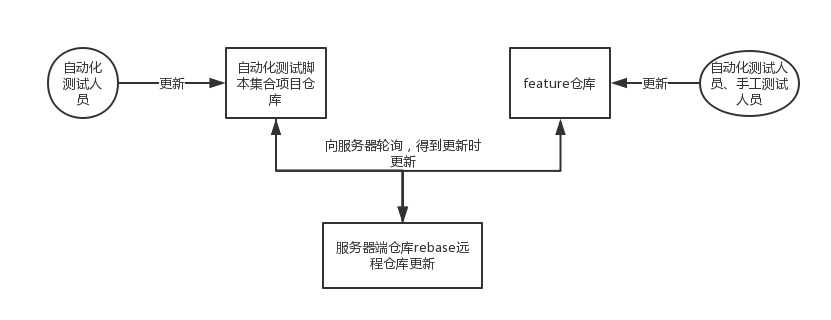 自动化
测试人
员
更新
自动化测试脚
本集合项目仓
库
feature仓库
更新
自动化测试人
员、手工测试
人员
向服务器轮询，得到更新时
更新
服务器端仓库rebase远
程仓库更新